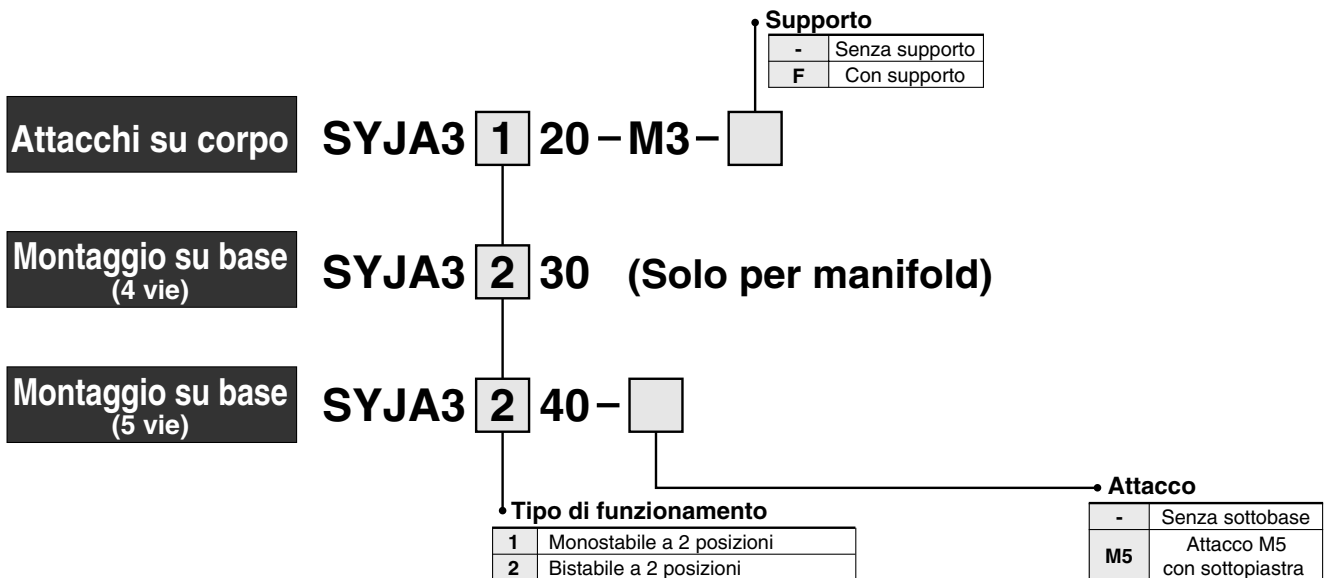 Supporto
- Senza supporto
F Con supporto
Attacchi su corpo SYJA3 1 20-M3-
Montaggio su base
(4 vie)
SYJA3 2 30 (Solo per manifold)
Montaggio su base
(5 vie)
SYJA3 2 40-
Tipo di funzionamento
1 Monostabile a 2 posizioni
2 Bistabile a 2 posizioni
Attacco
- Senza sottobase
M5 Attacco M5
con sottopiastra